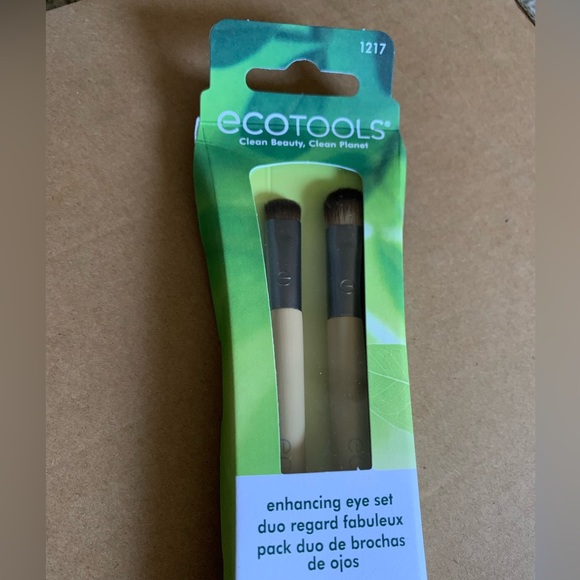 1217
ecoTOOLS®
Clean Beauty, Clean Planet
enhancing eye set
duo regard fabuleux
pack duo de brochas
de ojos